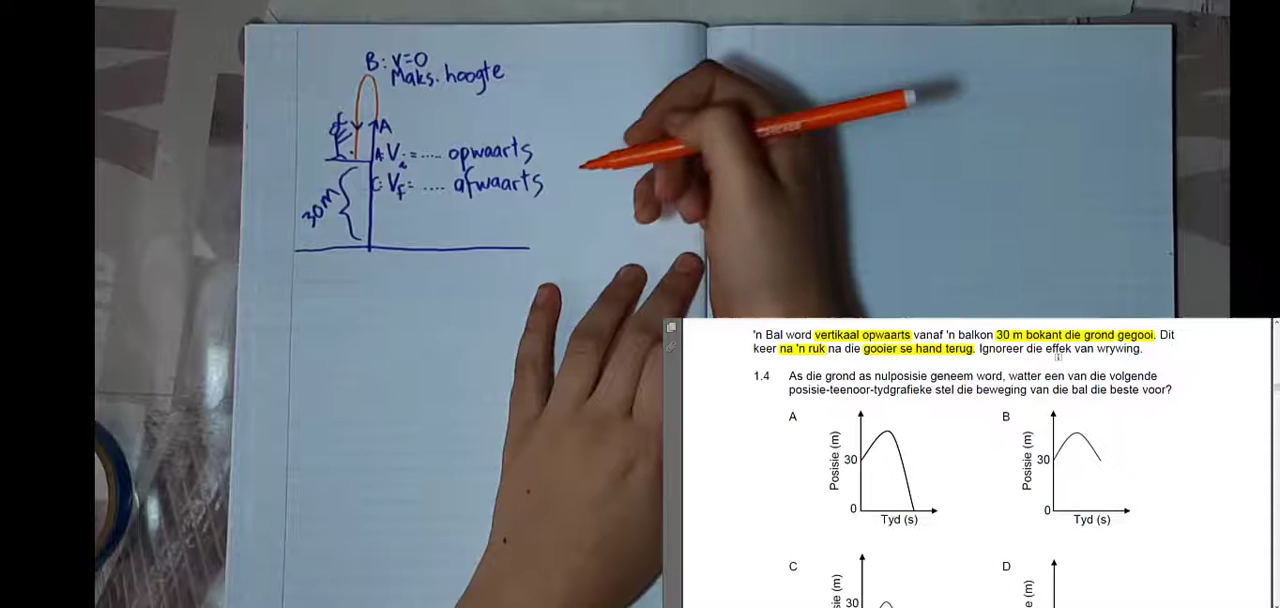 B: v=0
Maks. hoogte
A
A: Vi = ..... opwaarts
C: Vf = .... afwaarts
30m
'n Bal word vertikaal opwaarts vanaf 'n balkon 30 m bokant die grond gegooi. Dit
keer na 'n ruk na die gooier se hand terug. Ignoreer die effek van wrywing.
1.4 As die grond as nulposisie geneem word, watter een van die volgende
posisie-teenoor-tydgrafieke stel die beweging van die bal die beste voor?
A
Posisie (m)
30
0
Tyd (s)
B
Posisie (m)
30
0
Tyd (s)
C
sie (m)
30
D
e (m)